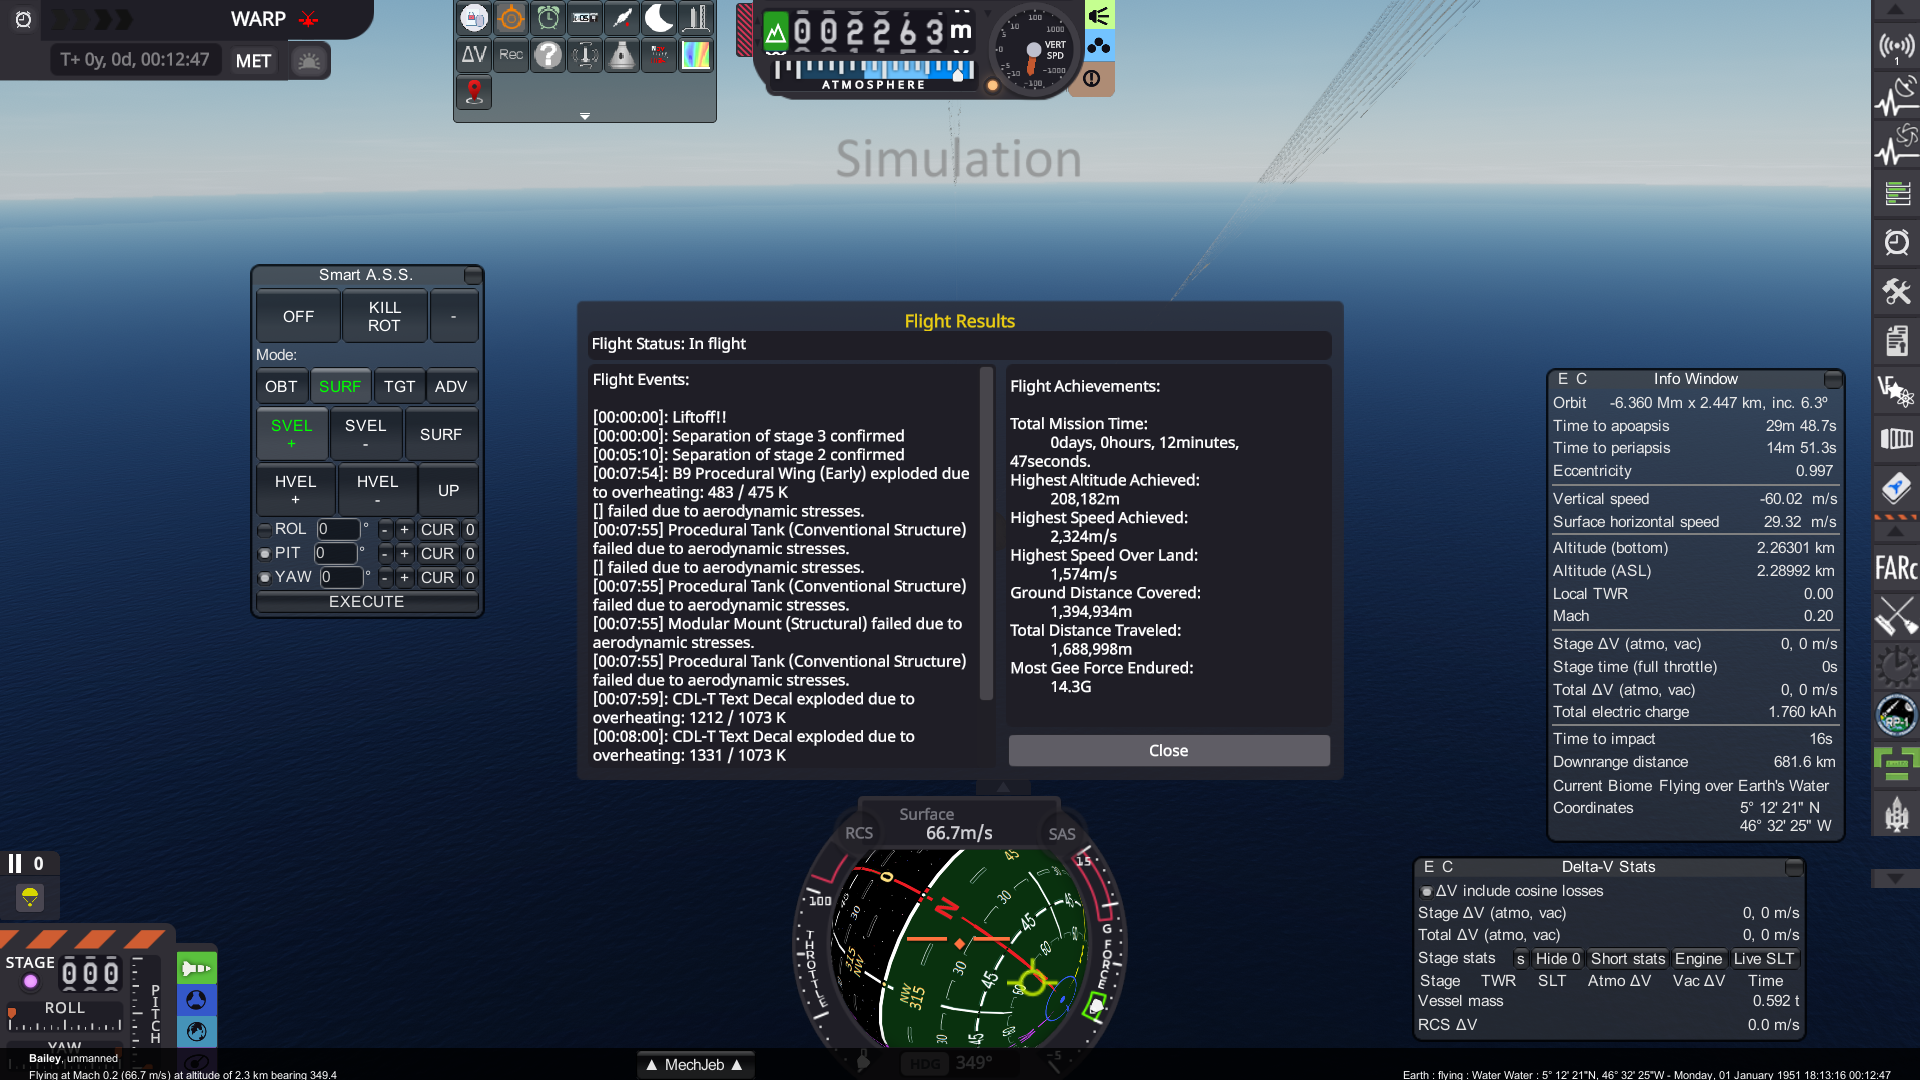 WARP
T+ 0y, 0d, 00:12:47
MET
COST
ΔV
Rec
002263 m
ATMOSPHERE
VERT
SPD
Simulation
Smart A.S.S.
OFF
KILL
ROT
-
Mode:
OBT SURF TGT ADV
SVEL
+
SVEL
-
SURF
HVEL
+
HVEL
-
UP
ROL 0 ° - + CUR 0
PIT 0 ° - + CUR 0
YAW 0 ° - + CUR 0
EXECUTE
Flight Results
Flight Status: In flight
Flight Events:
[00:00:00]: Liftoff!!
[00:00:00]: Separation of stage 3 confirmed
[00:05:10]: Separation of stage 2 confirmed
[00:07:54]: B9 Procedural Wing (Early) exploded due
to overheating: 483 / 475 K
[] failed due to aerodynamic stresses.
[00:07:55] Procedural Tank (Conventional Structure)
failed due to aerodynamic stresses.
[] failed due to aerodynamic stresses.
[00:07:55] Procedural Tank (Conventional Structure)
failed due to aerodynamic stresses.
[00:07:55] Modular Mount (Structural) failed due to
aerodynamic stresses.
[00:07:55] Procedural Tank (Conventional Structure)
failed due to aerodynamic stresses.
[00:07:59]: CDL-T Text Decal exploded due to
overheating: 1212 / 1073 K
[00:08:00]: CDL-T Text Decal exploded due to
overheating: 1331 / 1073 K
Flight Achievements:
Total Mission Time:
0days, 0hours, 12minutes,
47seconds.
Highest Altitude Achieved:
208,182m
Highest Speed Achieved:
2,324m/s
Highest Speed Over Land:
1,574m/s
Ground Distance Covered:
1,394,934m
Total Distance Traveled:
1,688,998m
Most Gee Force Endured:
14.3G
Close
E C Info Window
Orbit -6.360 Mm x 2.447 km, inc. 6.3º
Time to apoapsis 29m 48.7s
Time to periapsis 14m 51.3s
Eccentricity 0.997
Vertical speed -60.02 m/s
Surface horizontal speed 29.32 m/s
Altitude (bottom) 2.26301 km
Altitude (ASL) 2.28992 km
Local TWR 0.00
Mach 0.20
Stage ΔV (atmo, vac) 0, 0 m/s
Stage time (full throttle) 0s
Total ΔV (atmo, vac) 0, 0 m/s
Total electric charge 1.760 kAh
Time to impact 16s
Downrange distance 681.6 km
Current Biome Flying over Earth's Water
Coordinates 5° 12' 21" N
46° 32' 25" W
1
FARc
RP-1
E C Delta-V Stats
ΔV include cosine losses
Stage ΔV (atmo, vac) 0, 0 m/s
Total ΔV (atmo, vac) 0, 0 m/s
Stage stats s Hide 0 Short stats Engine Live SLT
Stage TWR SLT Atmo ΔV Vac ΔV Time
Vessel mass 0.592 t
RCS ΔV 0.0 m/s
Surface
RCS 66.7m/s SAS
100
THROTTLE
15
G FORCE
-5
0
N
NW
315
HDG 349°
0
STAGE 000
ROLL
PITCH
YAW
Bailey, unmanned
Flying at Mach 0.2 (66.7 m/s) at altitude of 2.3 km bearing 349.4
▲ MechJeb ▲
Earth : flying : Water Water : 5° 12' 21"N, 46° 32' 25"W - Monday, 01 January 1951 18:13:16 00:12:47